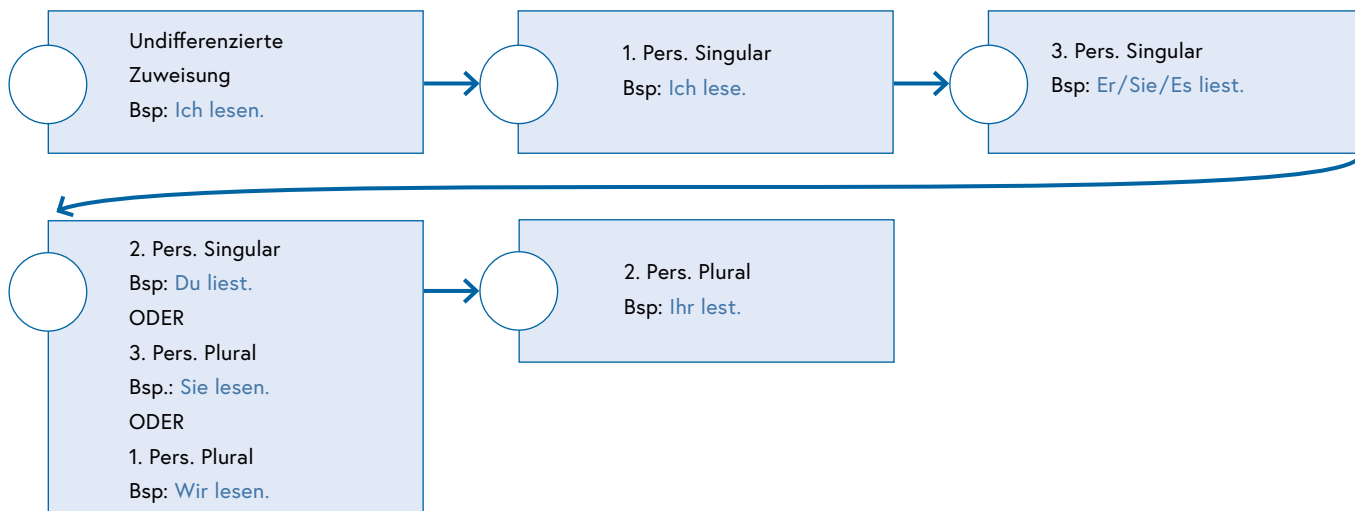 Undifferenzierte
Zuweisung
Bsp: Ich lesen.
1. Pers. Singular
Bsp: Ich lese.
3. Pers. Singular
Bsp: Er/Sie/Es liest.
2. Pers. Singular
Bsp: Du liest.
ODER
3. Pers. Plural
Bsp.: Sie lesen.
ODER
1. Pers. Plural
Bsp: Wir lesen.
2. Pers. Plural
Bsp: Ihr lest.